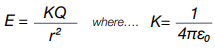 E = KQ / r² where.... K= 1 / 4πε₀